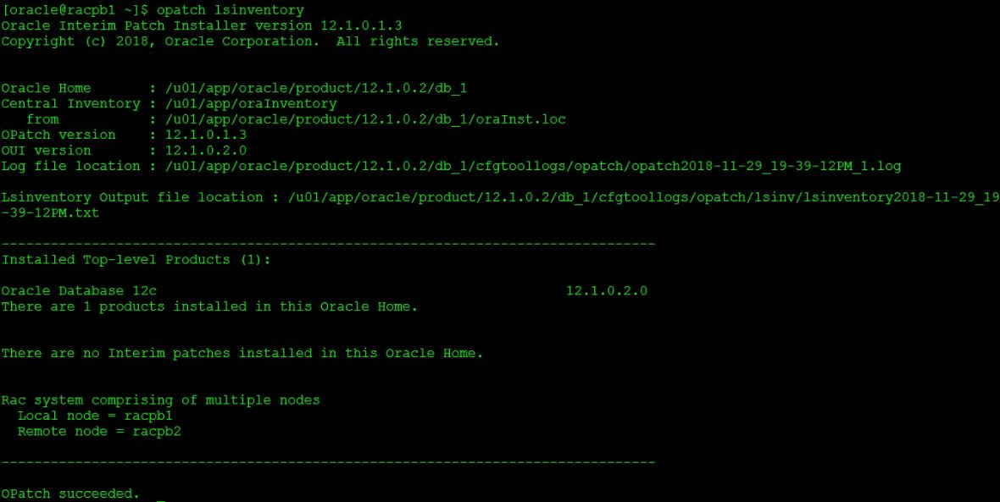 [oracle@racpb1 ~]$ opatch lsinventory
Oracle Interim Patch Installer version 12.1.0.1.3
Copyright (c) 2018, Oracle Corporation.  All rights reserved.
Oracle Home       : /u01/app/oracle/product/12.1.0.2/db_1
Central Inventory : /u01/app/oraInventory
   from           : /u01/app/oracle/product/12.1.0.2/db_1/oraInst.loc
OPatch version    : 12.1.0.1.3
OUI version       : 12.1.0.2.0
Log file location : /u01/app/oracle/product/12.1.0.2/db_1/cfgtoollogs/opatch/opatch2018-11-29_19-39-12PM_1.log
Lsinventory Output file location : /u01/app/oracle/product/12.1.0.2/db_1/cfgtoollogs/opatch/lsinv/lsinventory2018-11-29_19
-39-12PM.txt
--------------------------------------------------------------------------------
Installed Top-level Products (1):
Oracle Database 12c                                                  12.1.0.2.0
There are 1 products installed in this Oracle Home.
There are no Interim patches installed in this Oracle Home.
Rac system comprising of multiple nodes
  Local node = racpb1
  Remote node = racpb2
--------------------------------------------------------------------------------
OPatch succeeded.